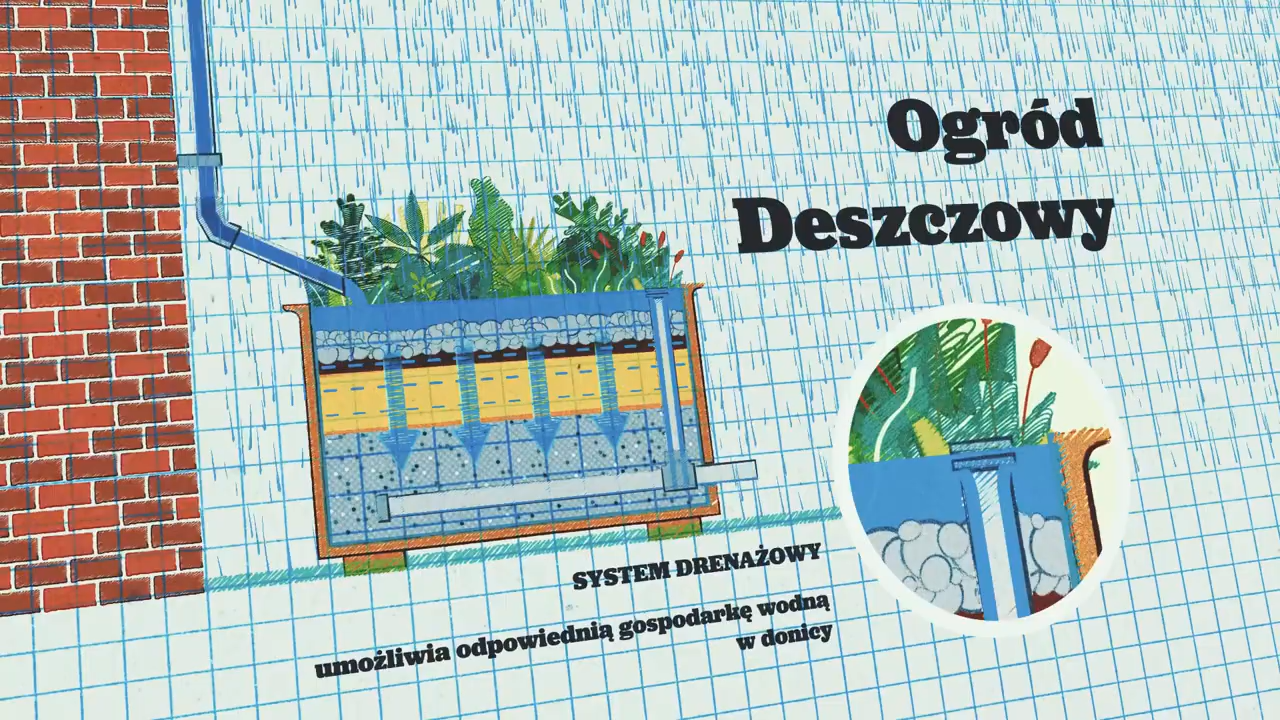 Ogród
Deszczowy
SYSTEM DRENAŻOWY
umożliwia odpowiednią gospodarkę wodną
w donicy